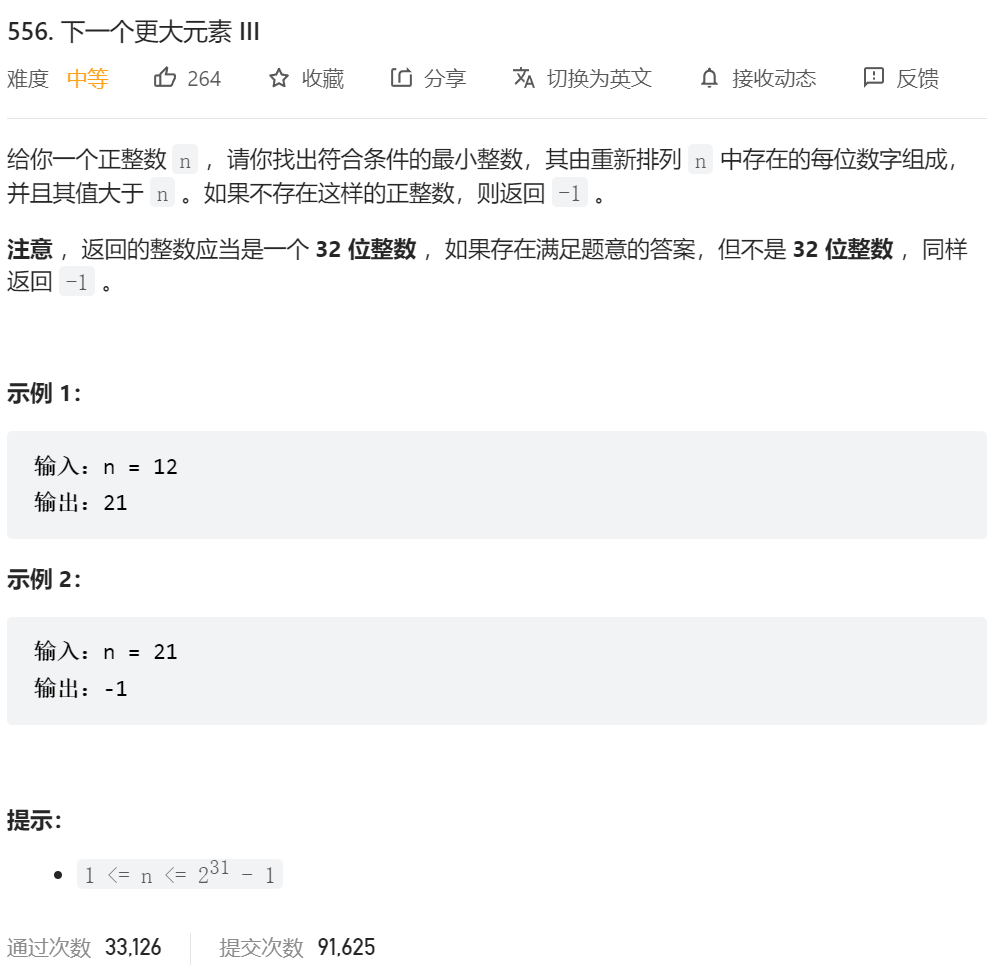 556. 下一个更大元素 III
难度 中等 264 收藏 分享 切换为英文 接收动态 反馈
给你一个正整数 n ，请你找出符合条件的最小整数，其由重新排列 n 中存在的每位数字组成，
并且其值大于 n 。如果不存在这样的正整数，则返回 -1 。
注意 ，返回的整数应当是一个 32 位整数 ，如果存在满足题意的答案，但不是 32 位整数 ，同样
返回 -1 。
示例 1：
输入：n = 12
输出：21
示例 2：
输入：n = 21
输出：-1
提示：
• 1 <= n <= 2^31 - 1
通过次数 33,126 提交次数 91,625